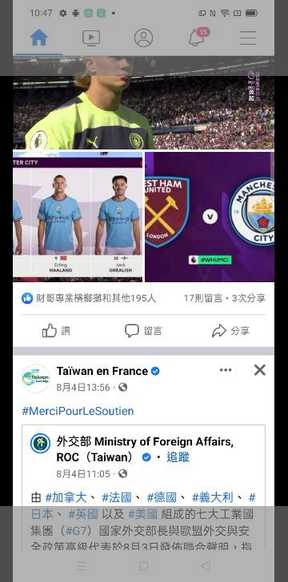 10:47
15
TER CITY
Erling
HAALAND
Jack
GREALISH
EST HAM
UNITED
LONDON
V
MANCHES
CITY
#WHUMCI
財哥專業檳榔攤和其他195人
17則留言・3次分享
讚
留言
分享
Taïwan en France
8月4日13:56
#MerciPourLeSoutien
外交部 Ministry of Foreign Affairs,
ROC（Taiwan）
・追蹤
8月4日11:05
由 #加拿大、 #法國、 #德國、 #義大利、 #
日本、 #英國 以及 #美國 組成的七大工業國
集團（#G7）國家外交部長與歐盟外交與安
全政策高級代表於8月3日發佈聯合聲明，指